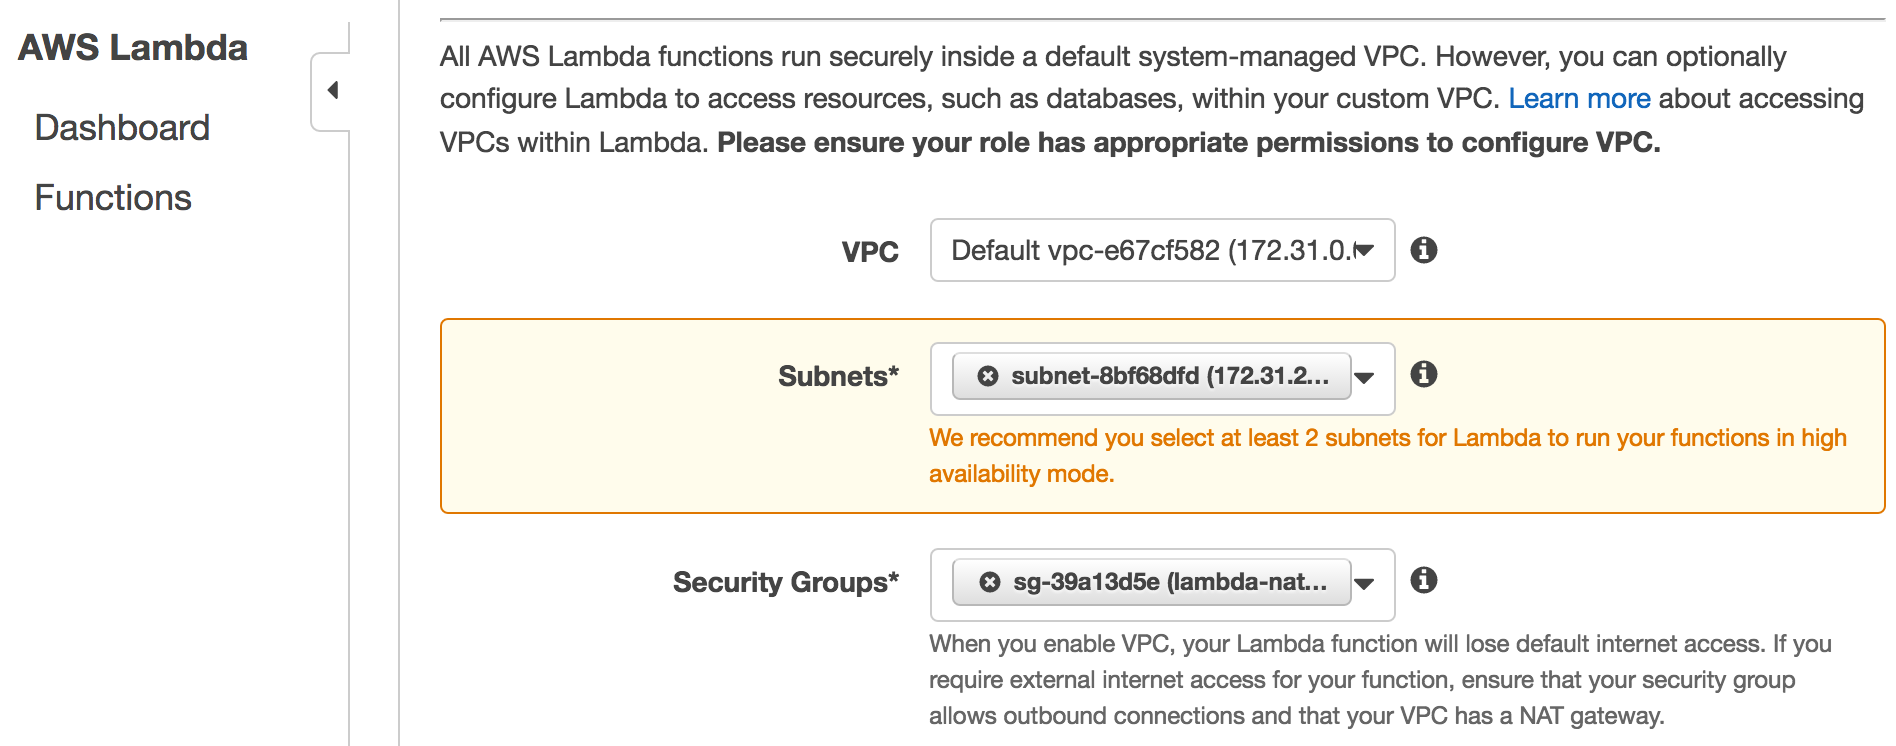 AWS Lambda
Dashboard
Functions
All AWS Lambda functions run securely inside a default system-managed VPC. However, you can optionally
configure Lambda to access resources, such as databases, within your custom VPC. Learn more about accessing
VPCs within Lambda. Please ensure your role has appropriate permissions to configure VPC.
VPC
Default vpc-e67cf582 (172.31.0.
Subnets*
subnet-8bf68dfd (172.31.2...
We recommend you select at least 2 subnets for Lambda to run your functions in high
availability mode.
Security Groups*
sg-39a13d5e (lambda-nat...
When you enable VPC, your Lambda function will lose default internet access. If you
require external internet access for your function, ensure that your security group
allows outbound connections and that your VPC has a NAT gateway.